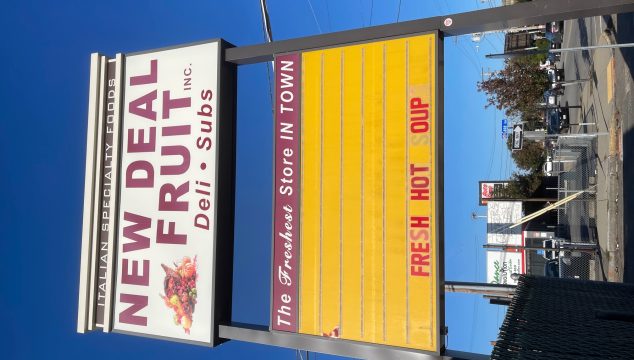 ITALIAN SPECIALTY FOODS
NEW DEAL
FRUIT INC.
Deli • Subs
The Freshest Store IN TOWN
FRESH HOT SOUP